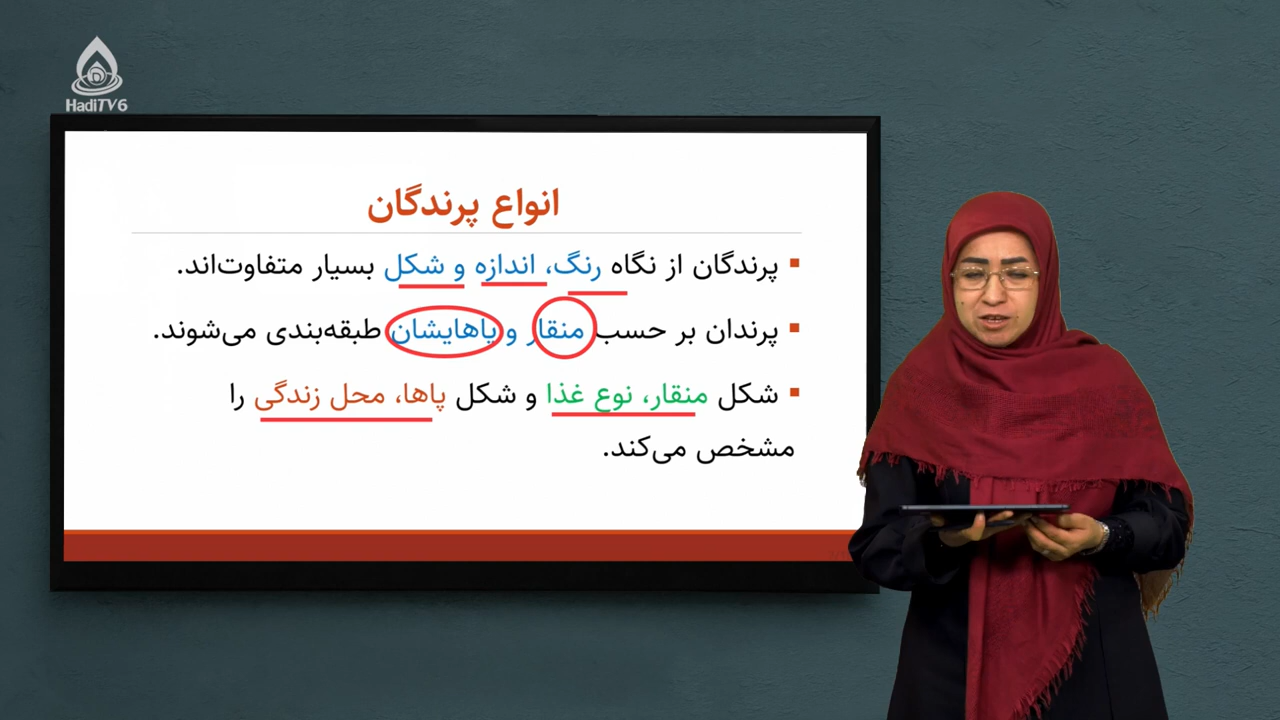 HadiTV6
انواع پرندگان
پرندگان از نگاه رنگ، اندازه و شکل بسیار متفاوت‌اند.
پرندان بر حسب منقار و پاهایشان طبقه‌بندی می‌شوند.
شکل منقار، نوع غذا و شکل پاها، محل زندگی را
مشخص می‌کند.